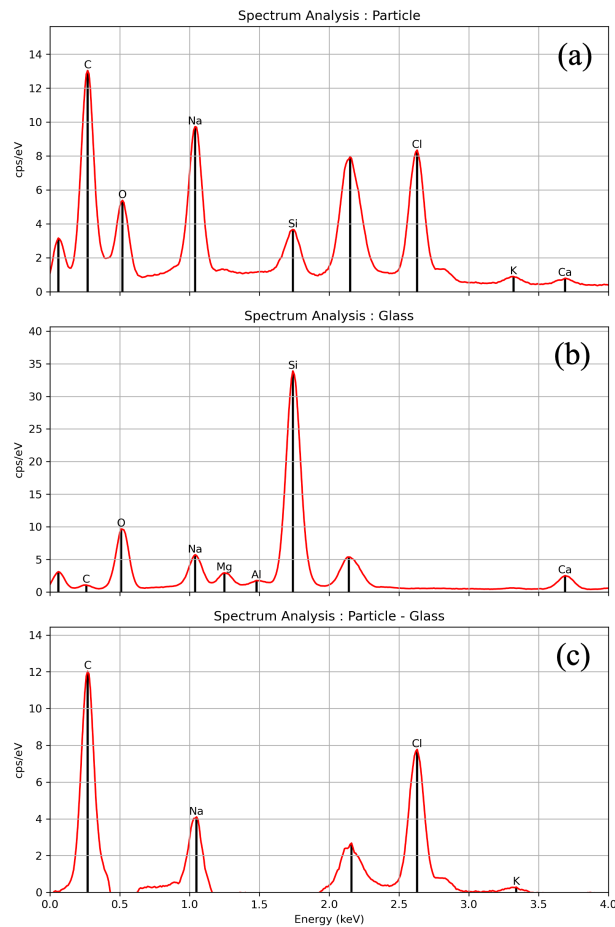 Spectrum Analysis : Particle
(a)
cps/eV
14
12
10
8
6
4
2
0
C
O
Na
Si
Cl
K
Ca
Spectrum Analysis : Glass
(b)
cps/eV
40
35
30
25
20
15
10
5
0
C
O
Na
Mg
Al
Si
Ca
Spectrum Analysis : Particle - Glass
(c)
cps/eV
14
12
10
8
6
4
2
0
C
Na
Cl
K
0.0 0.5 1.0 1.5 2.0 2.5 3.0 3.5 4.0
Energy (keV)